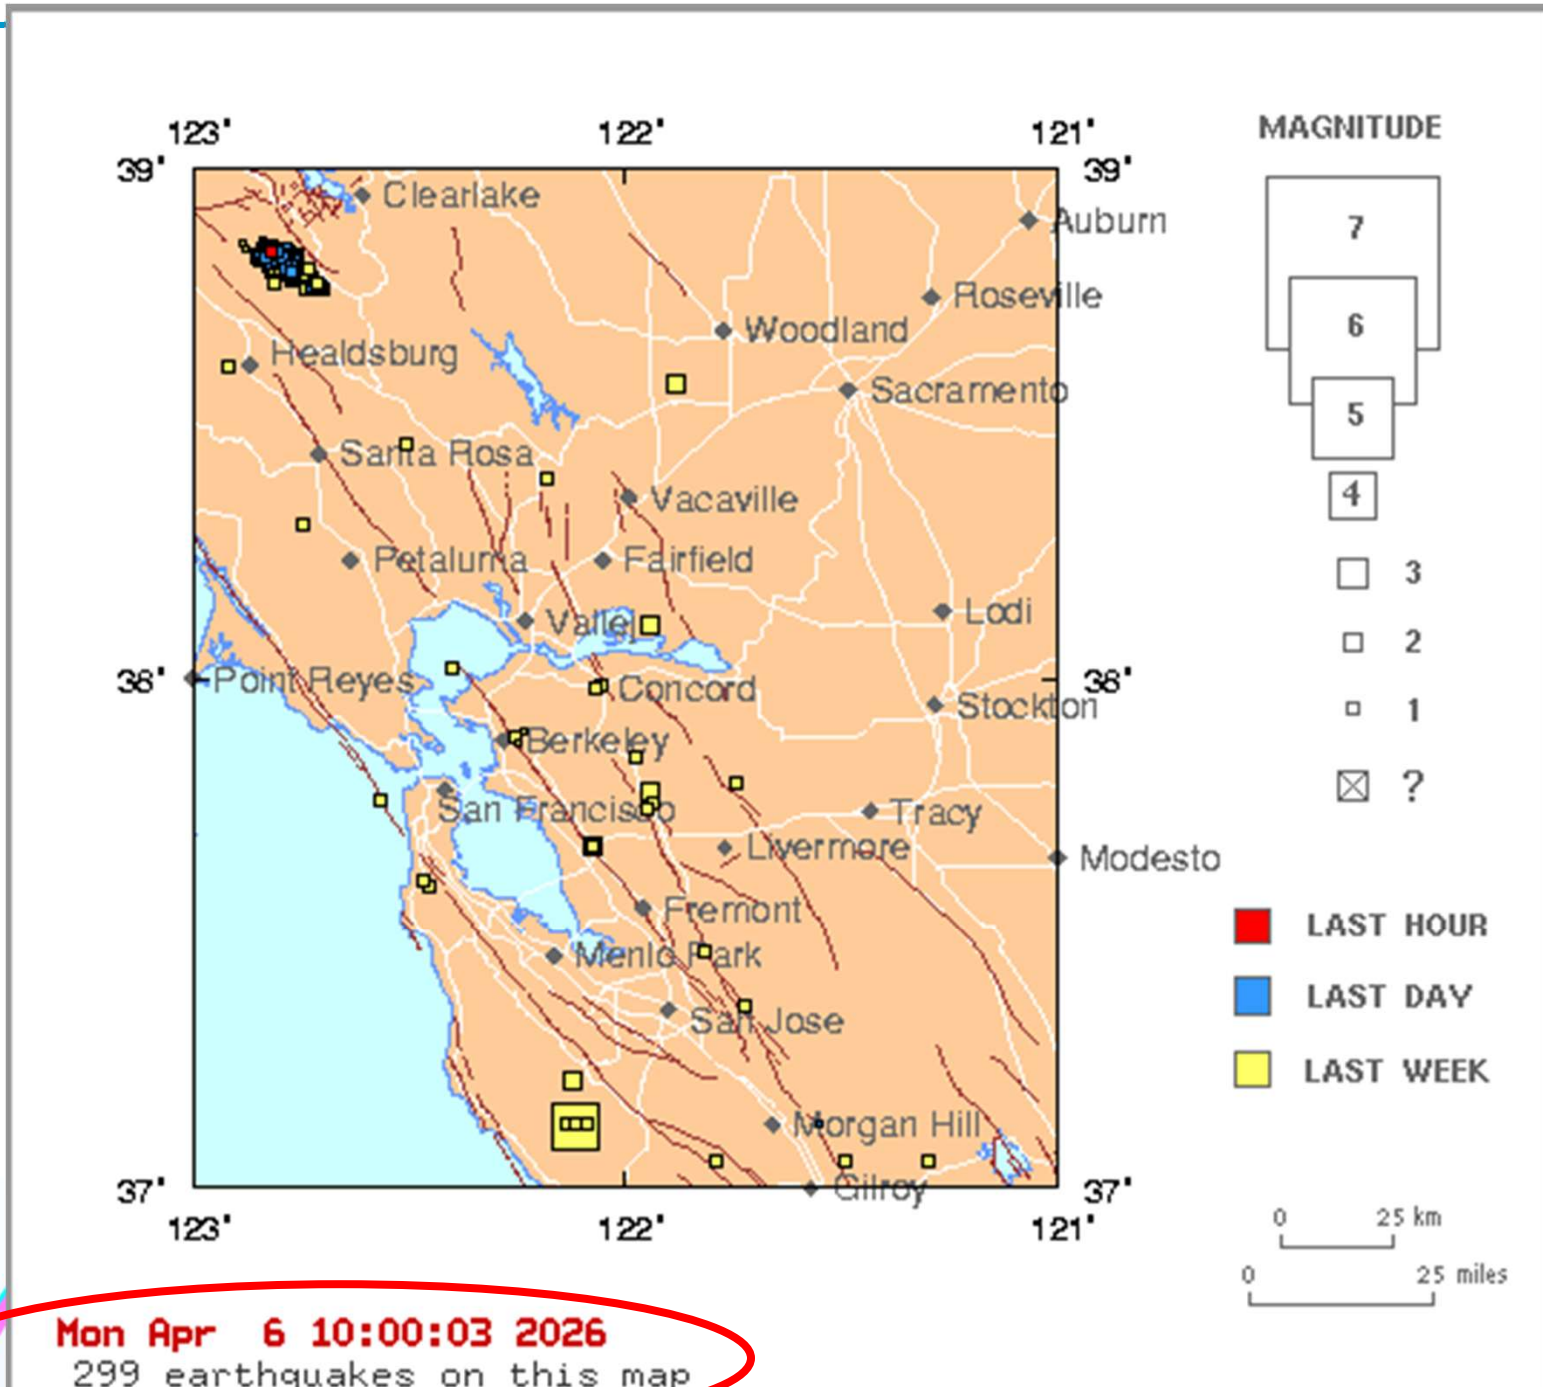 123°
122°
121°
MAGNITUDE
39°
39°
Clearlake
Auburn
7
Roseville
6
Woodland
Healdsburg
Sacramento
5
Santa Rosa
4
Vacaville
Petaluma
Fairfield
3
Lodi
Vallej
2
38°
Point Reyes
Concord
38°
Stockton
1
Berkeley
?
San Francisco
Tracy
Livermore
Modesto
Fremont
LAST HOUR
Menlo Park
LAST DAY
San Jose
LAST WEEK
Morgan Hill
37°
Gilroy
37°
123°
122°
121°
0 25 km
0 25 miles
Mon Apr 6 10:00:03 2026
299 earthquakes on this map